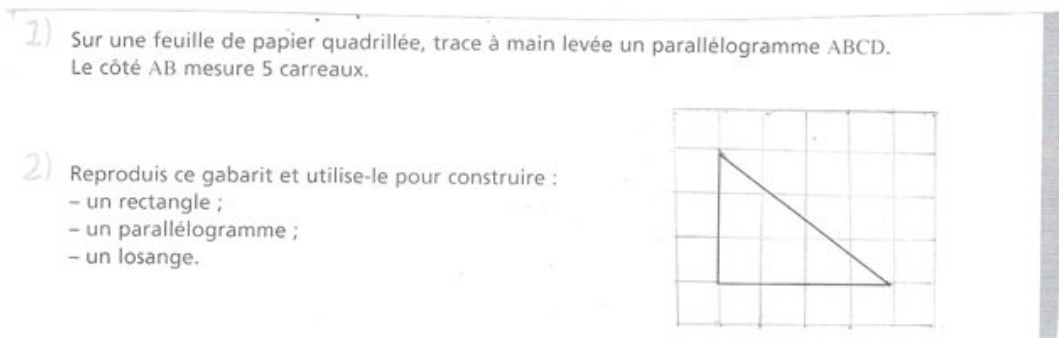 1) Sur une feuille de papier quadrillée, trace à main levée un parallélogramme ABCD.
Le côté AB mesure 5 carreaux.
2) Reproduis ce gabarit et utilise-le pour construire :
– un rectangle ;
– un parallélogramme ;
– un losange.